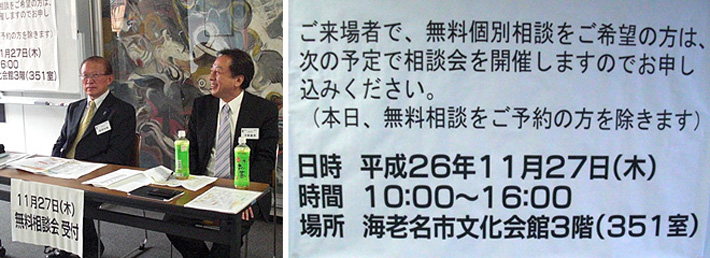 11月27日(木)
無料相談会 受付
ご来場者で、無料個別相談をご希望の方は、
次の予定で相談会を開催しますのでお申し
込みください。
(本日、無料相談をご予約の方を除きます)
日時 平成26年11月27日(木)
時間 10:00～16:00
場所 海老名市文化会館3階(351室)